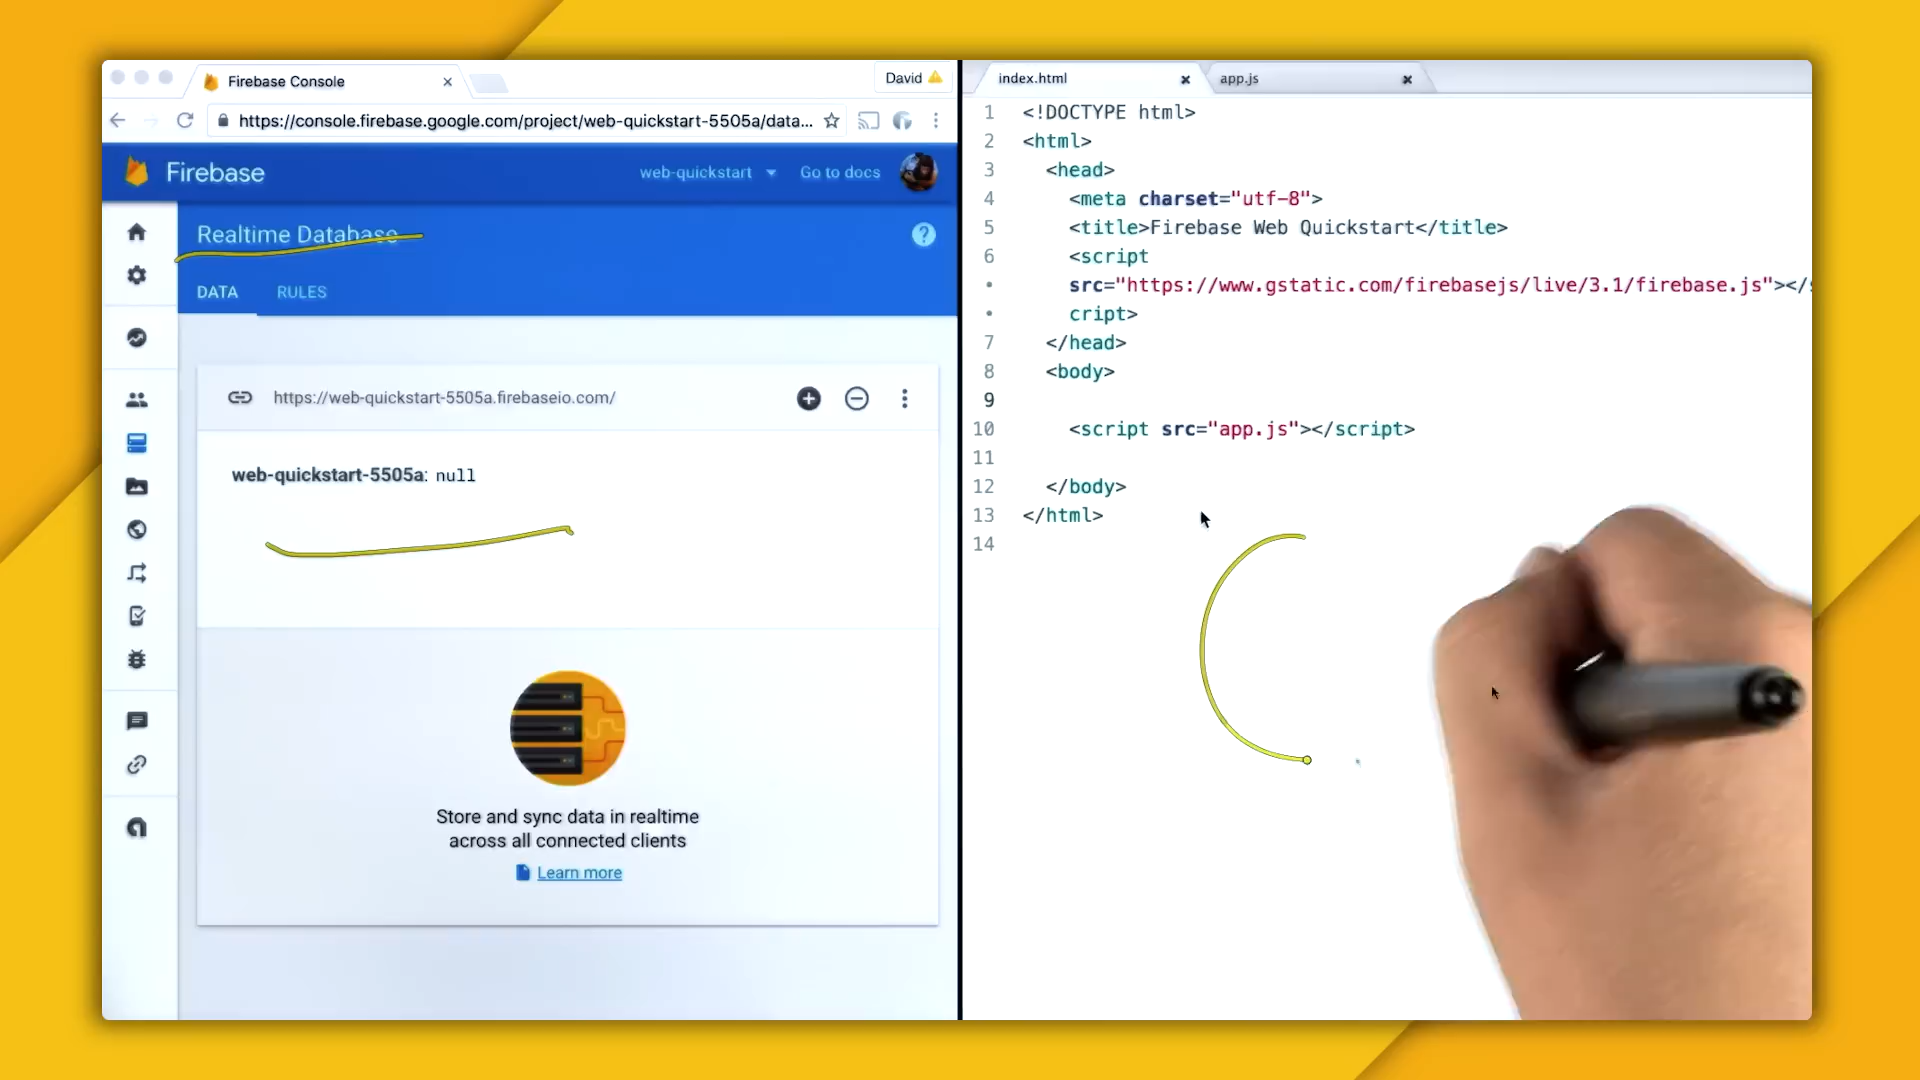 Firebase Console
David
https://console.firebase.google.com/project/web-quickstart-5505a/data...
Firebase
web-quickstart
Go to docs
Realtime Database
?
DATA
RULES
https://web-quickstart-5505a.firebaseio.com/
web-quickstart-5505a: null
Store and sync data in realtime
across all connected clients
Learn more
index.html
app.js
1 <!DOCTYPE html>
2 <html>
3 <head>
4 <meta charset="utf-8">
5 <title>Firebase Web Quickstart</title>
6 <script
src="https://www.gstatic.com/firebasejs/live/3.1/firebase.js"></s
cript>
7 </head>
8 <body>
9
10 <script src="app.js"></script>
11
12 </body>
13 </html>
14